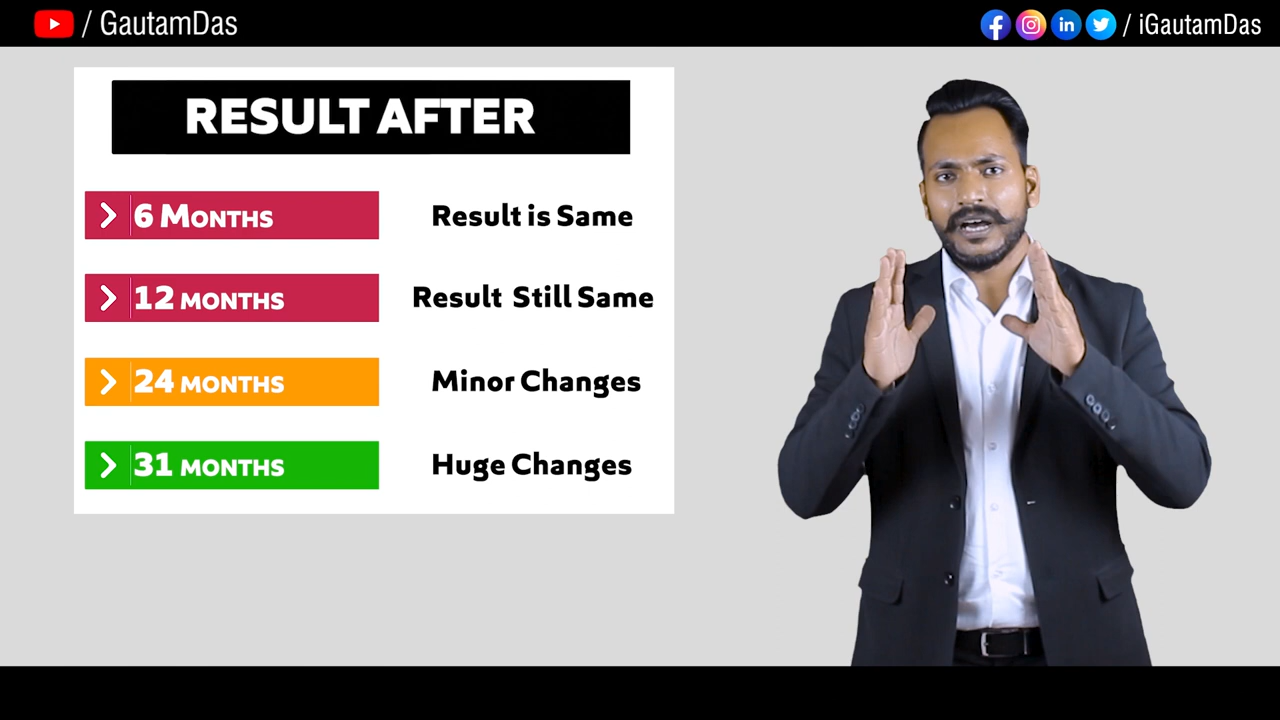 / GautamDas
/ iGautamDas
RESULT AFTER
6 MONTHS Result is Same
12 MONTHS Result Still Same
24 MONTHS Minor Changes
31 MONTHS Huge Changes